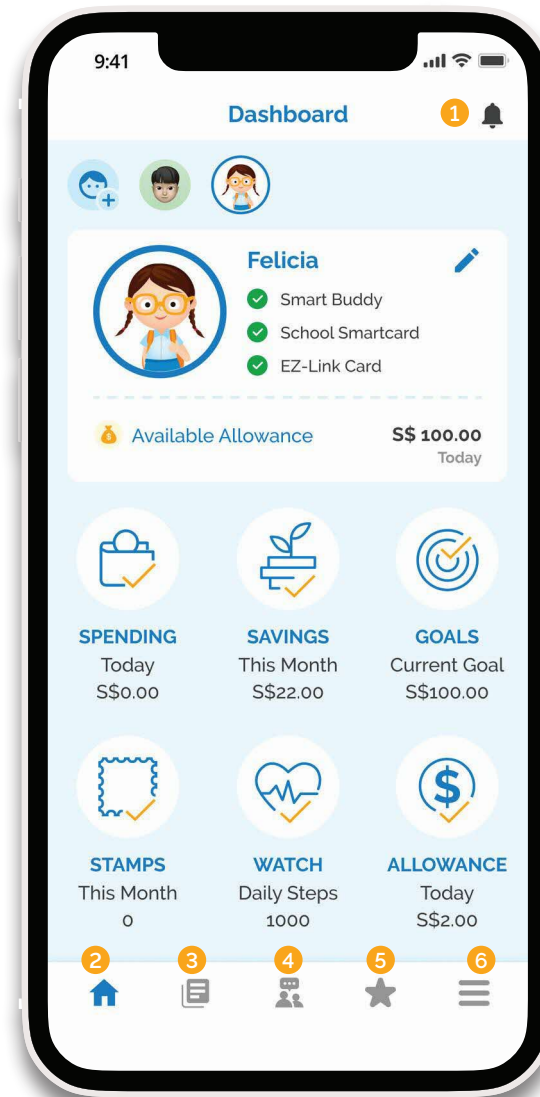 9:41
Dashboard
1
Felicia
Smart Buddy
School Smartcard
EZ-Link Card
Available Allowance
S$ 100.00
Today
SPENDING
Today
S$0.00
SAVINGS
This Month
S$22.00
GOALS
Current Goal
S$100.00
STAMPS
This Month
0
WATCH
Daily Steps
1000
ALLOWANCE
Today
S$2.00
2
3
4
5
6